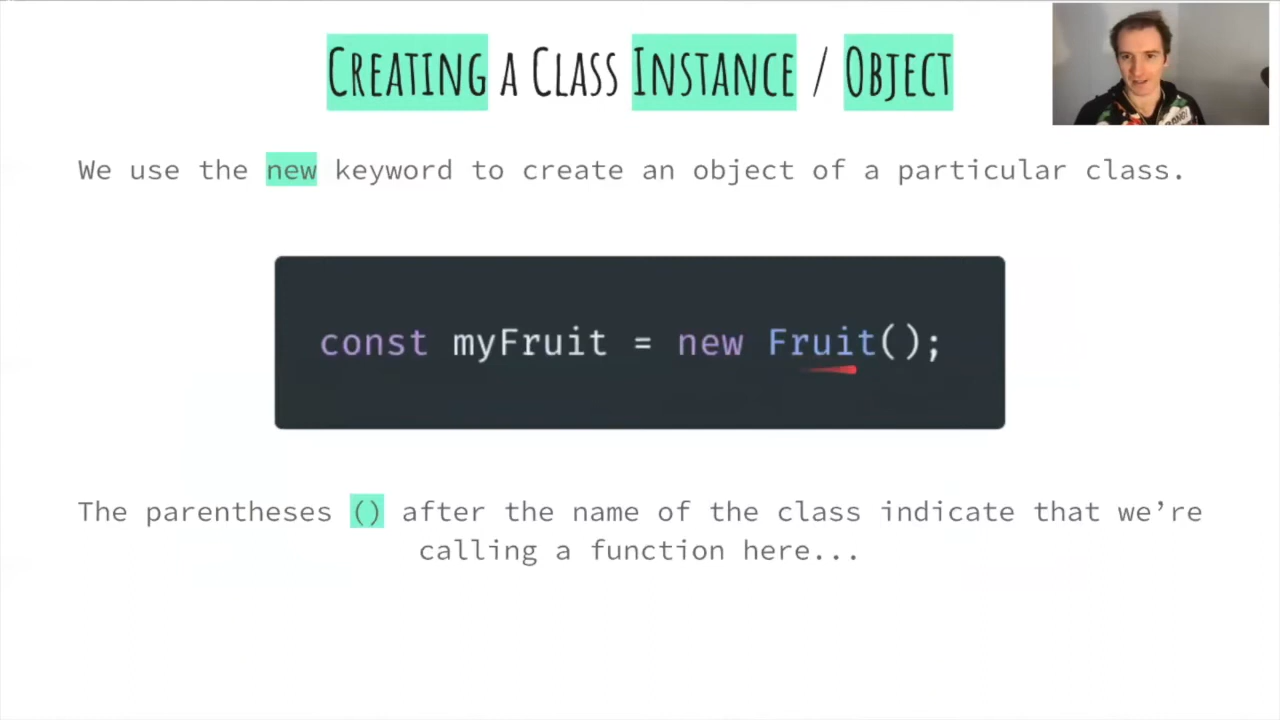 Creating a Class Instance / Object
We use the new keyword to create an object of a particular class.
const myFruit = new Fruit();
The parentheses () after the name of the class indicate that we’re
calling a function here...